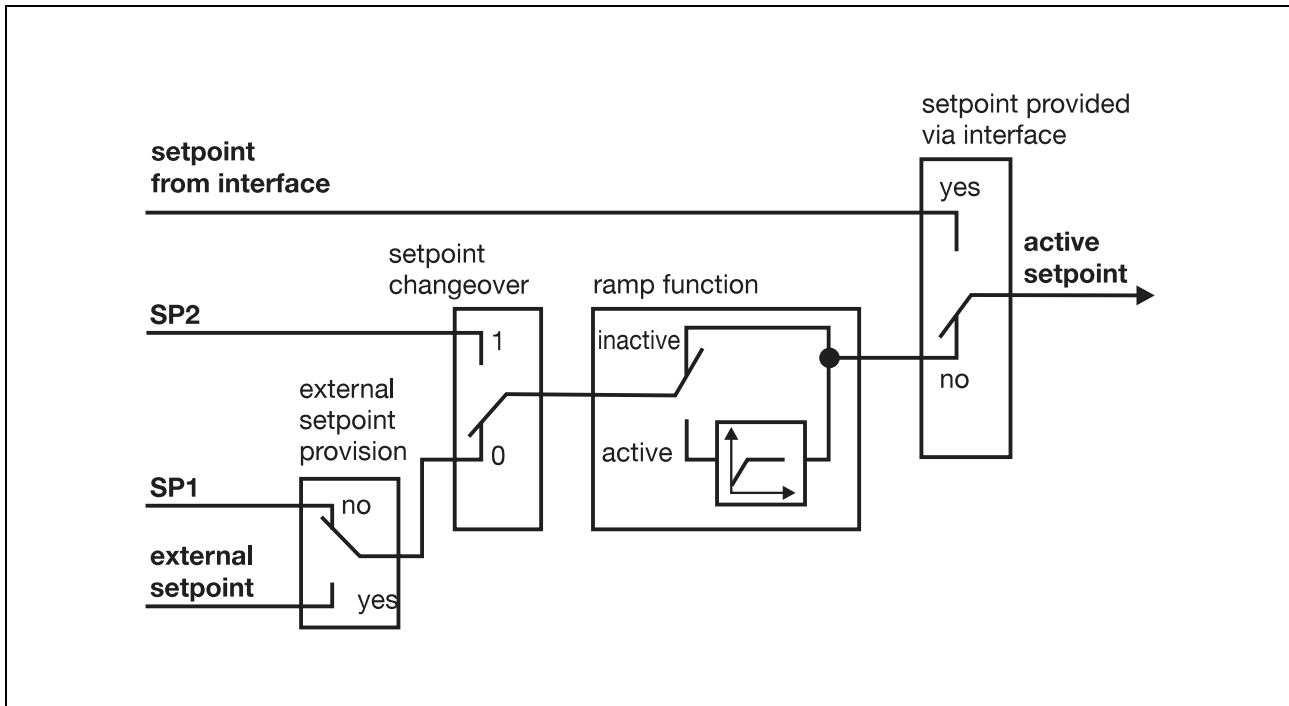 setpoint provided
via interface
setpoint
from interface
yes
active
setpoint
setpoint
changeover
ramp function
SP2
1
inactive
no
external
setpoint
provision
0
active
SP1
no
external
setpoint
yes